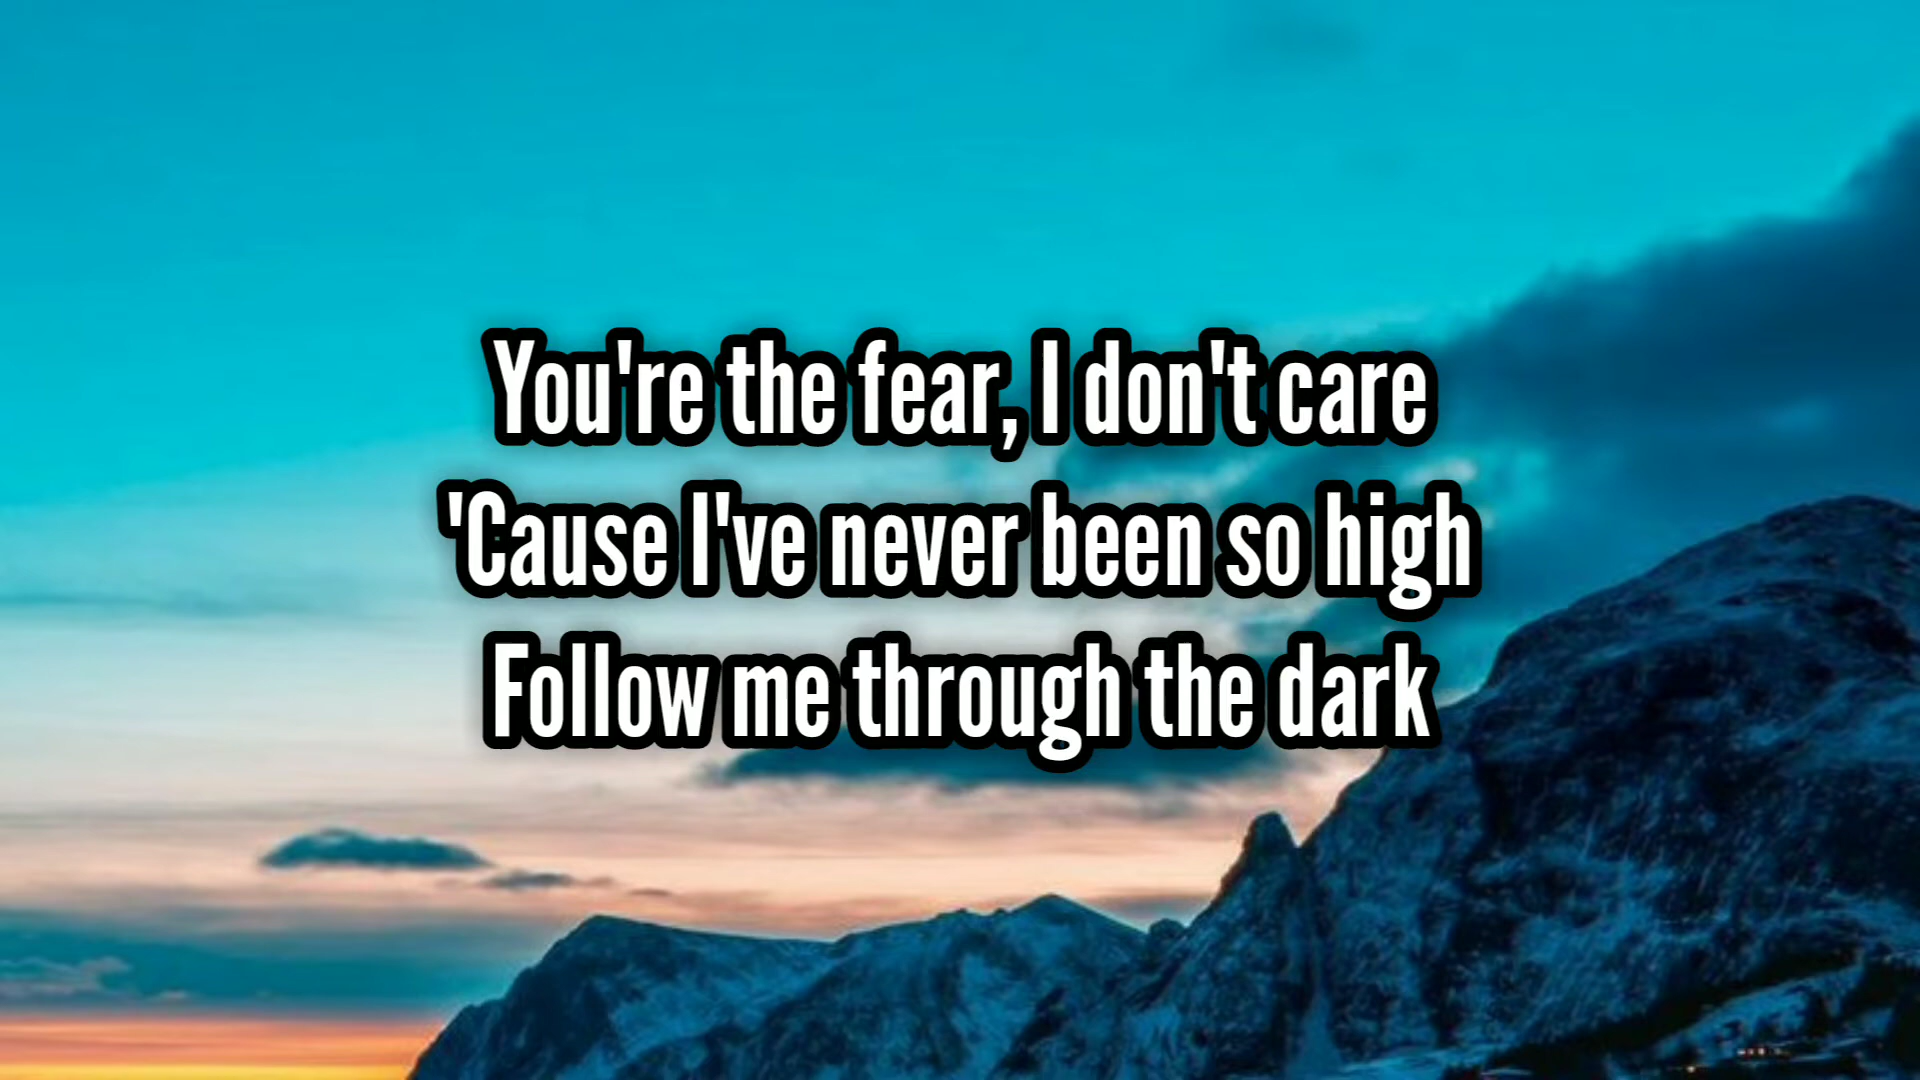 You're the fear, I don't care
'Cause I've never been so high
Follow me through the dark